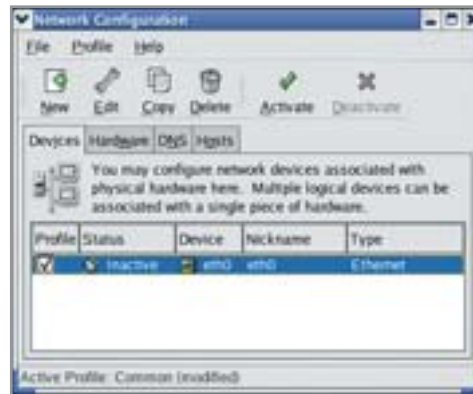 Network Configuration
File Profile Help
New Edit Copy Delete Activate Deactivate
Devices Hardware DNS Hosts
You may configure network devices associated with
physical hardware here. Multiple logical devices can be
associated with a single piece of hardware.
Profile Status Device Nickname Type
Inactive eth0 eth0 Ethernet
Active Profile: Common (modified)